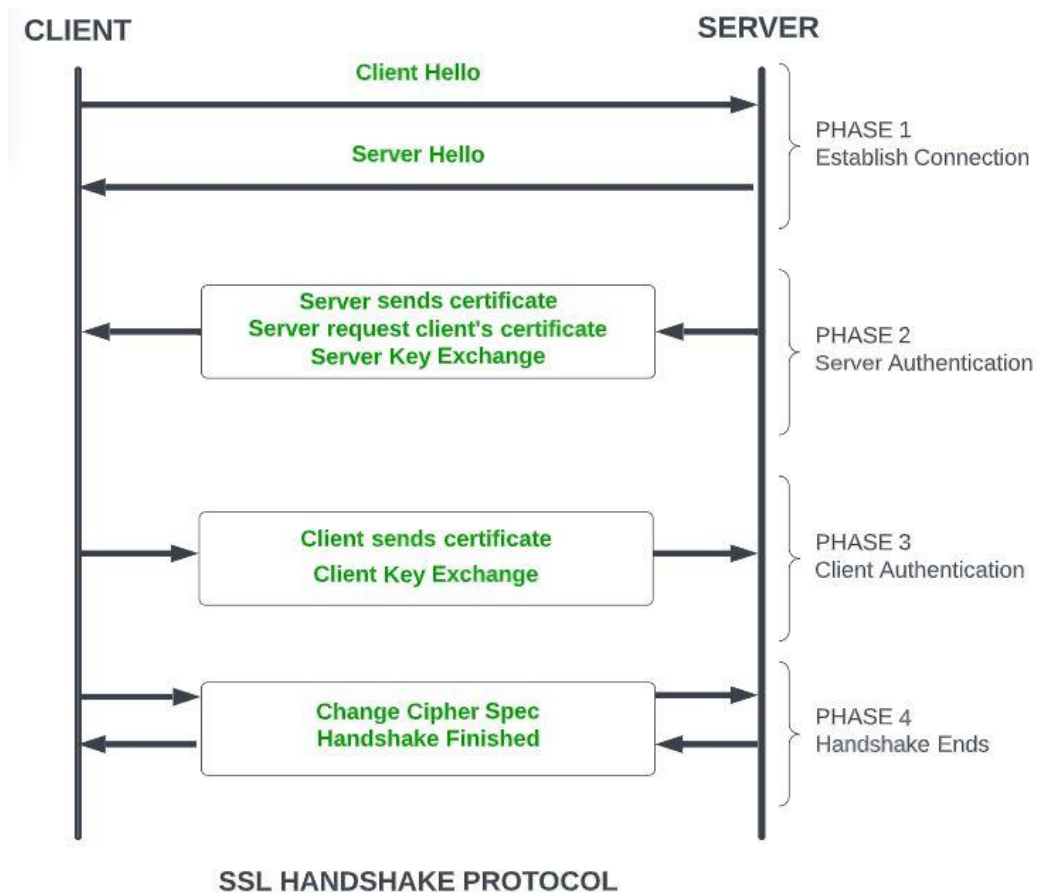 CLIENT
SERVER
Client Hello
Server Hello
PHASE 1
Establish Connection
Server sends certificate
Server request client's certificate
Server Key Exchange
PHASE 2
Server Authentication
Client sends certificate
Client Key Exchange
PHASE 3
Client Authentication
Change Cipher Spec
Handshake Finished
PHASE 4
Handshake Ends
SSL HANDSHAKE PROTOCOL